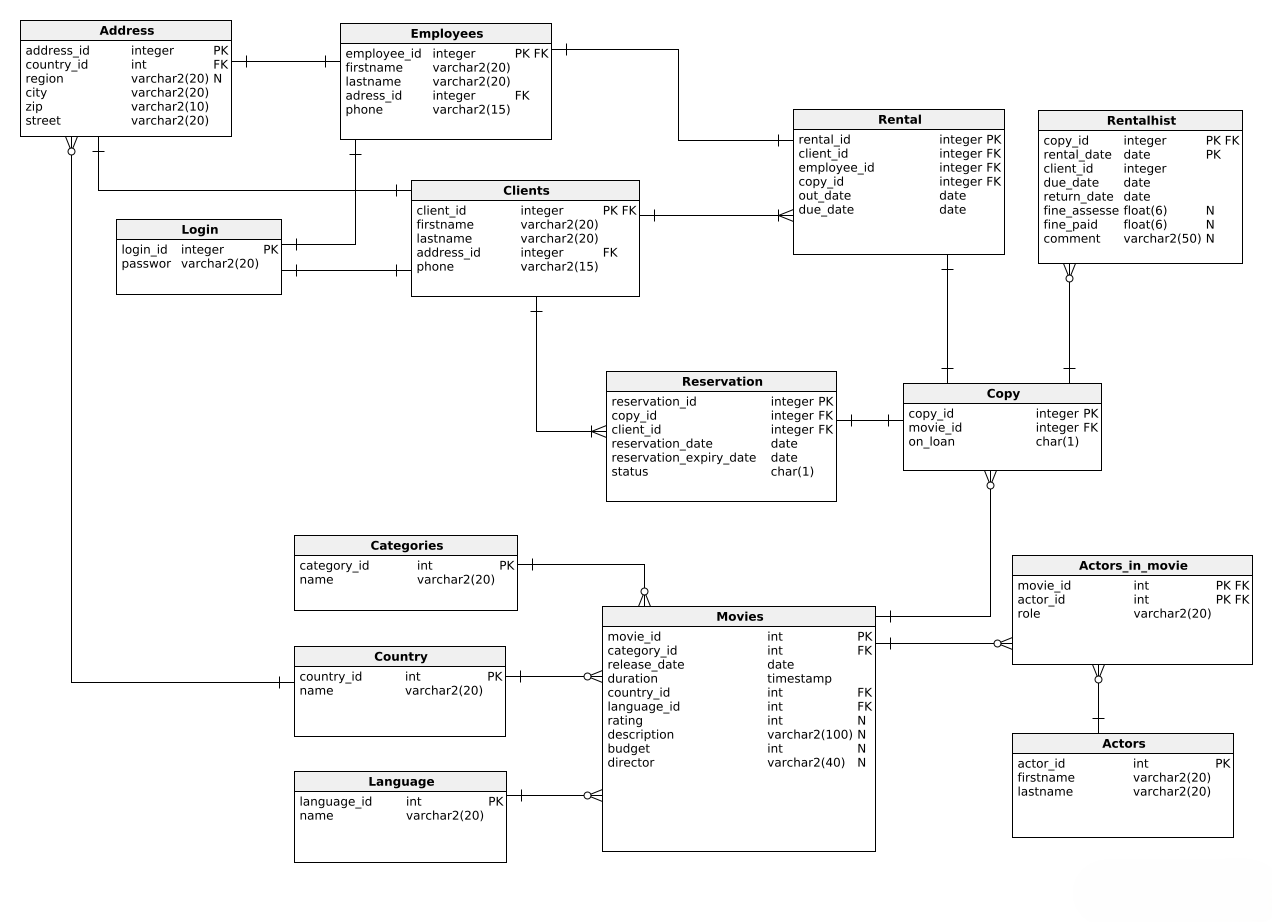 Address
address_id integer PK
country_id int FK
region varchar2(20) N
city varchar2(20)
zip varchar2(10)
street varchar2(20)
Employees
employee_id integer PK FK
firstname varchar2(20)
lastname varchar2(20)
adress_id integer FK
phone varchar2(15)
Rental
rental_id integer PK
client_id integer FK
employee_id integer FK
copy_id integer FK
out_date date
due_date date
Rentalhist
copy_id integer PK FK
rental_date date PK
client_id integer
due_date date
return_date date
fine_assesse float(6) N
fine_paid float(6) N
comment varchar2(50) N
Clients
client_id integer PK FK
firstname varchar2(20)
lastname varchar2(20)
address_id integer FK
phone varchar2(15)
Login
login_id integer PK
passwor varchar2(20)
Reservation
reservation_id integer PK
copy_id integer FK
client_id integer FK
reservation_date date
reservation_expiry_date date
status char(1)
Copy
copy_id integer PK
movie_id integer FK
on_loan char(1)
Categories
category_id int PK
name varchar2(20)
Actors_in_movie
movie_id int PK FK
actor_id int PK FK
role varchar2(20)
Movies
movie_id int PK
category_id int FK
release_date date
duration timestamp
country_id int FK
language_id int FK
rating int N
description varchar2(100) N
budget int N
director varchar2(40) N
Country
country_id int PK
name varchar2(20)
Actors
actor_id int PK
firstname varchar2(20)
lastname varchar2(20)
Language
language_id int PK
name varchar2(20)